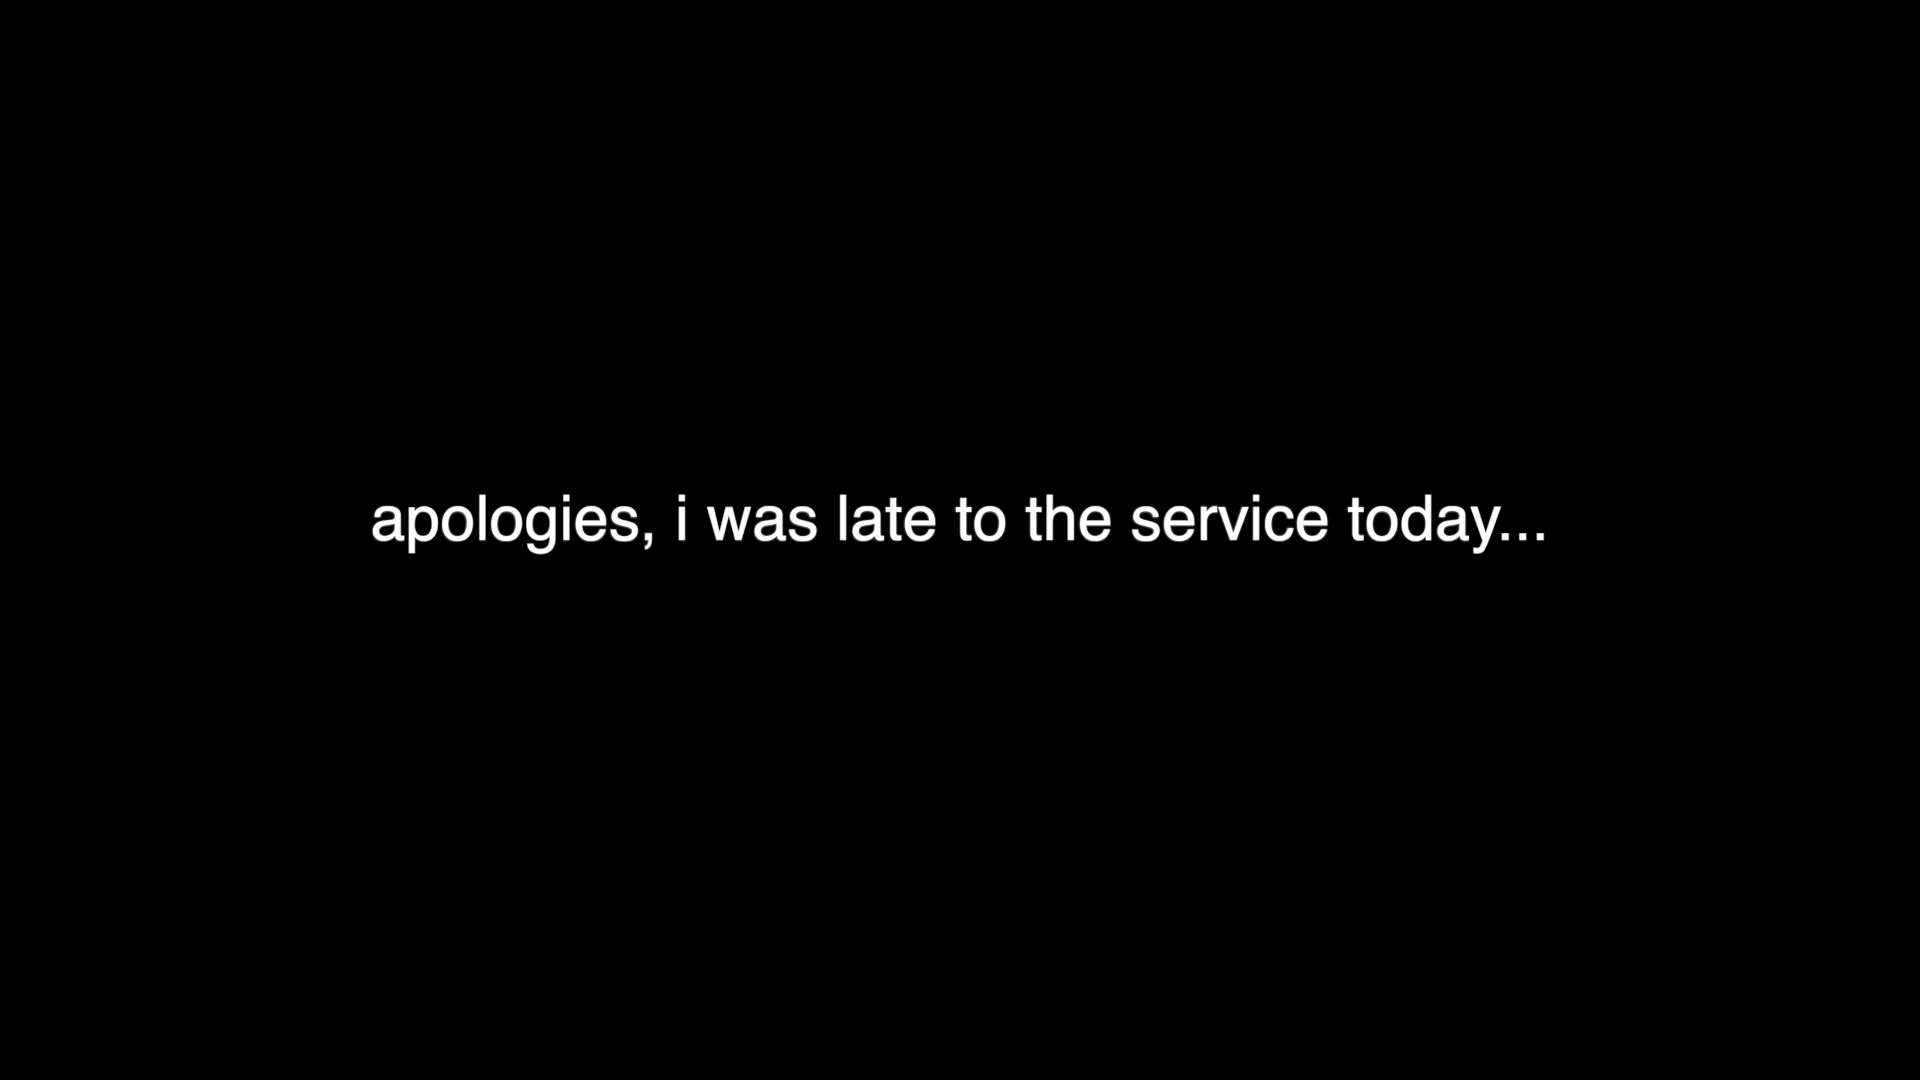 apologies, i was late to the service today...